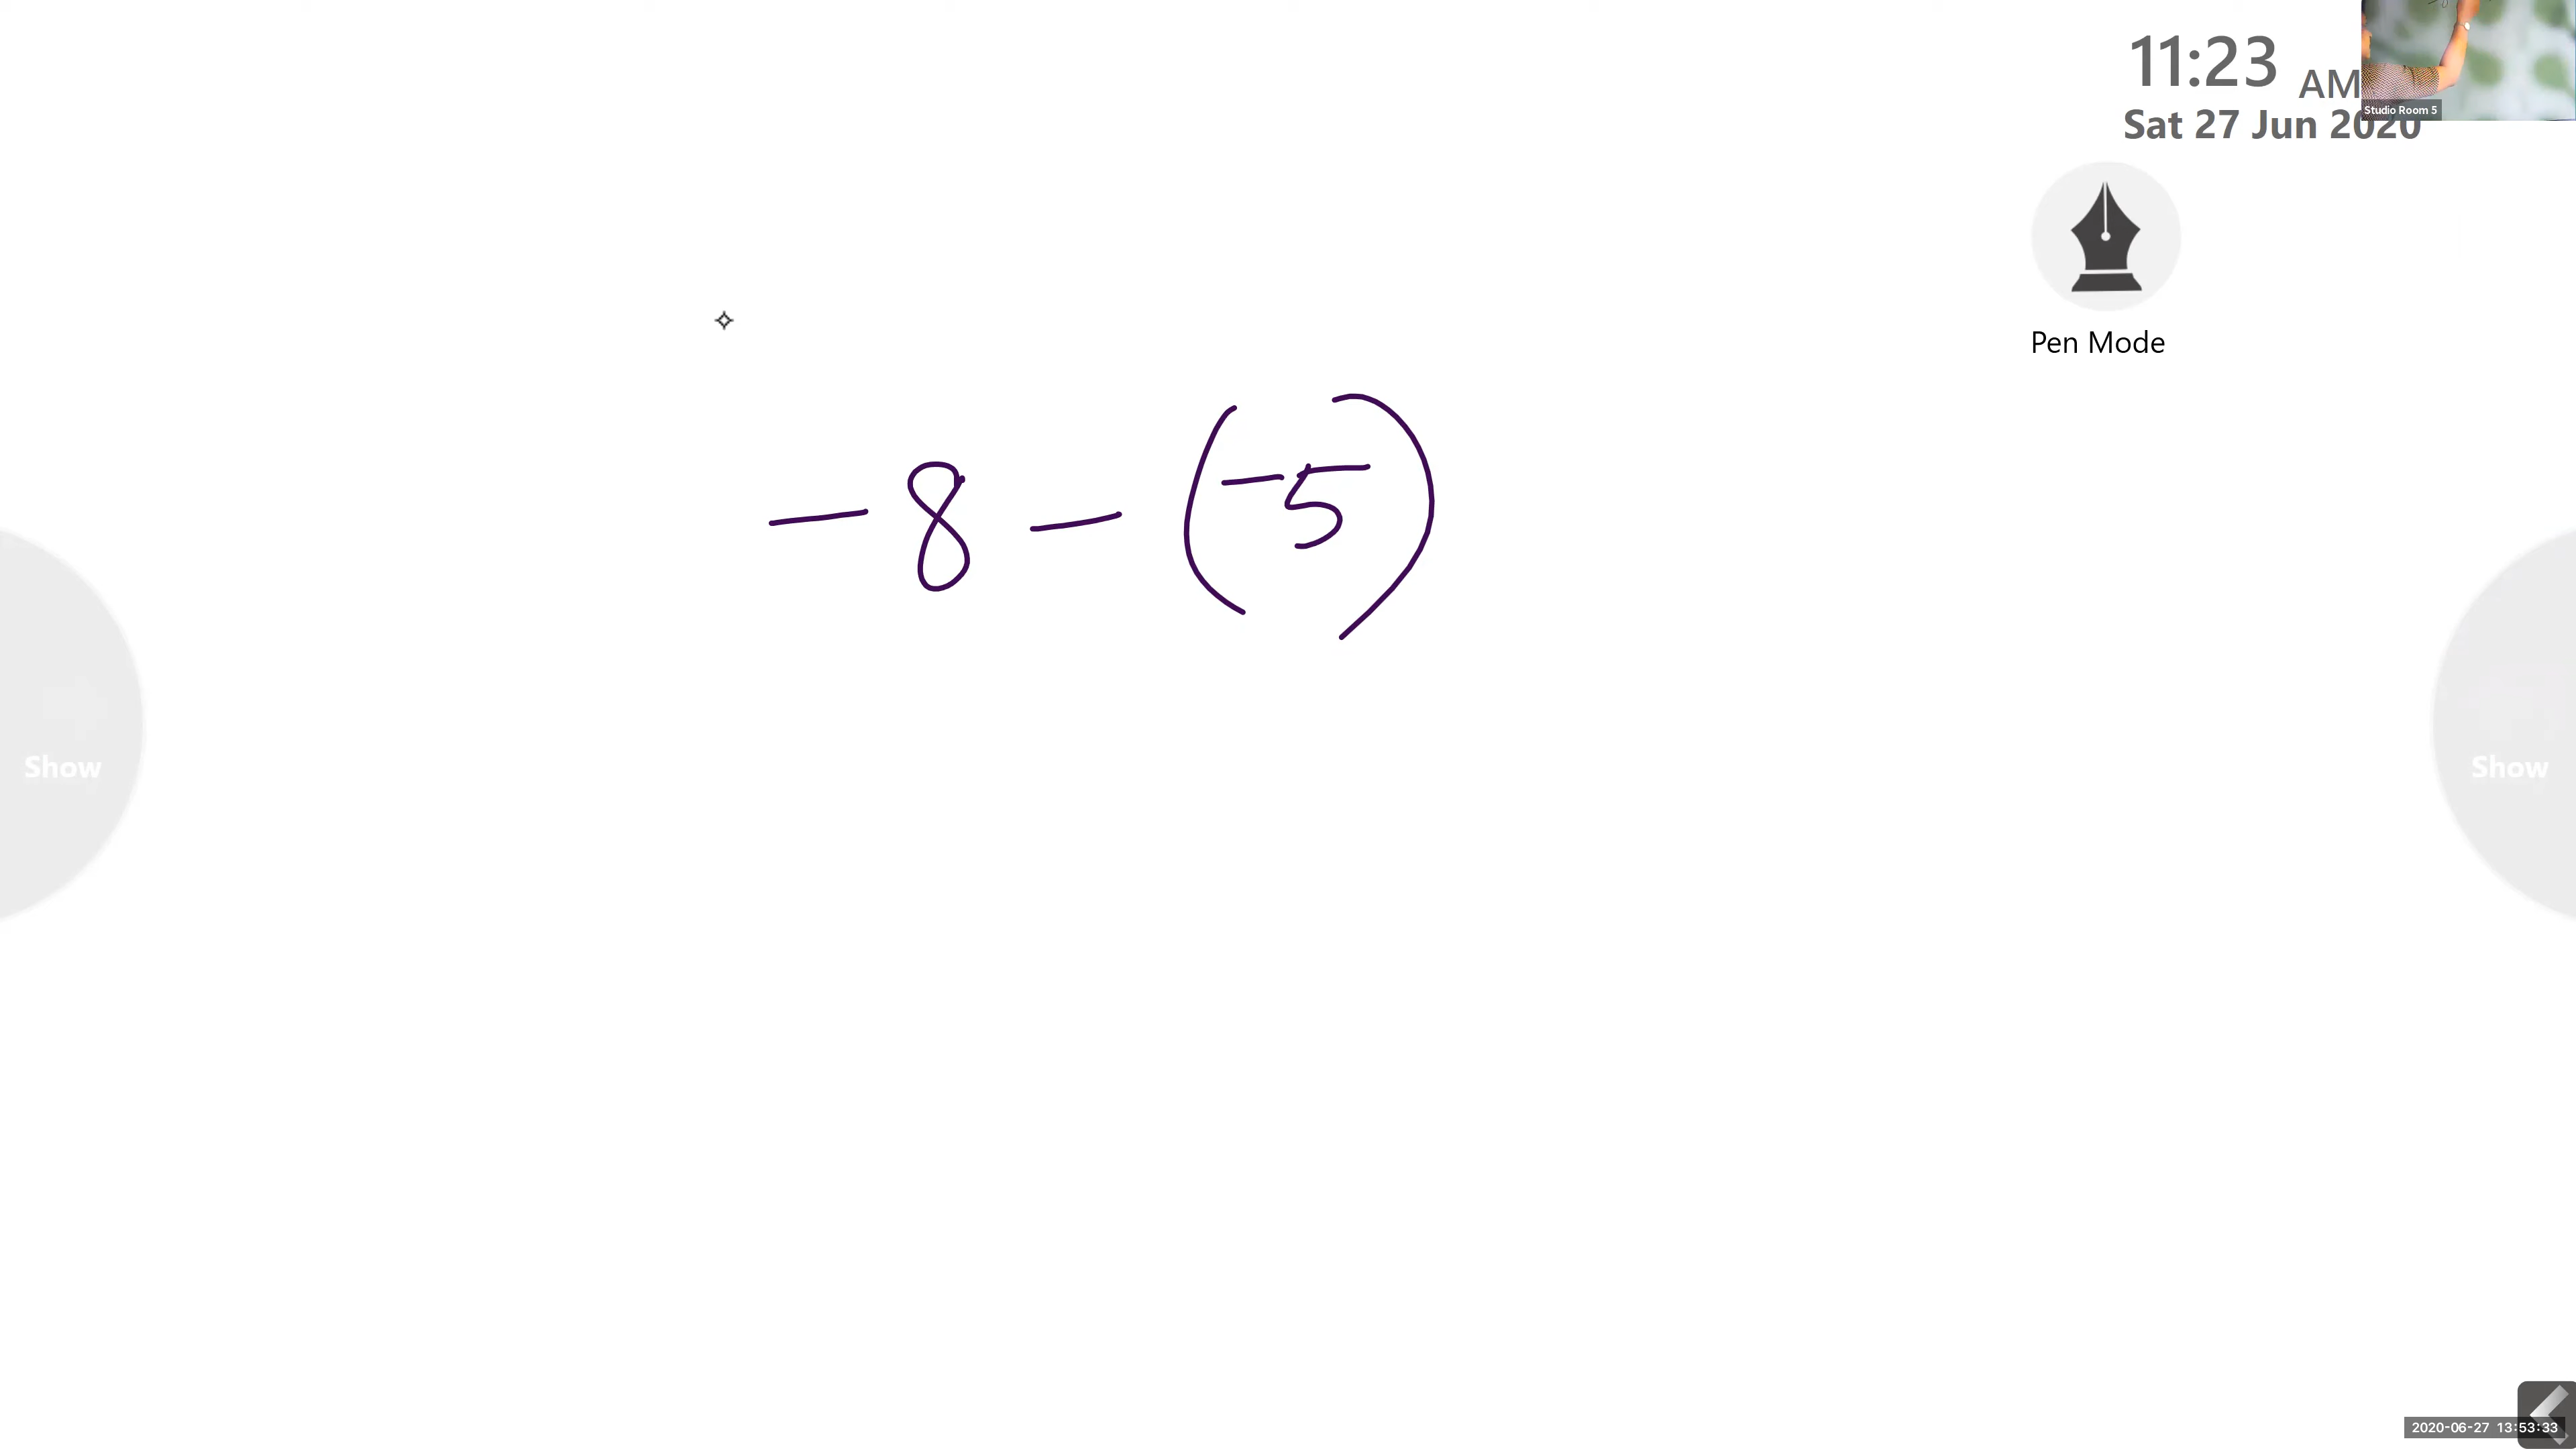 11:23 AM
Studio Room 5
Sat 27 Jun 2020
Pen Mode
- 8 - (-5)
Show
Show
2020-06-27 13:53:33